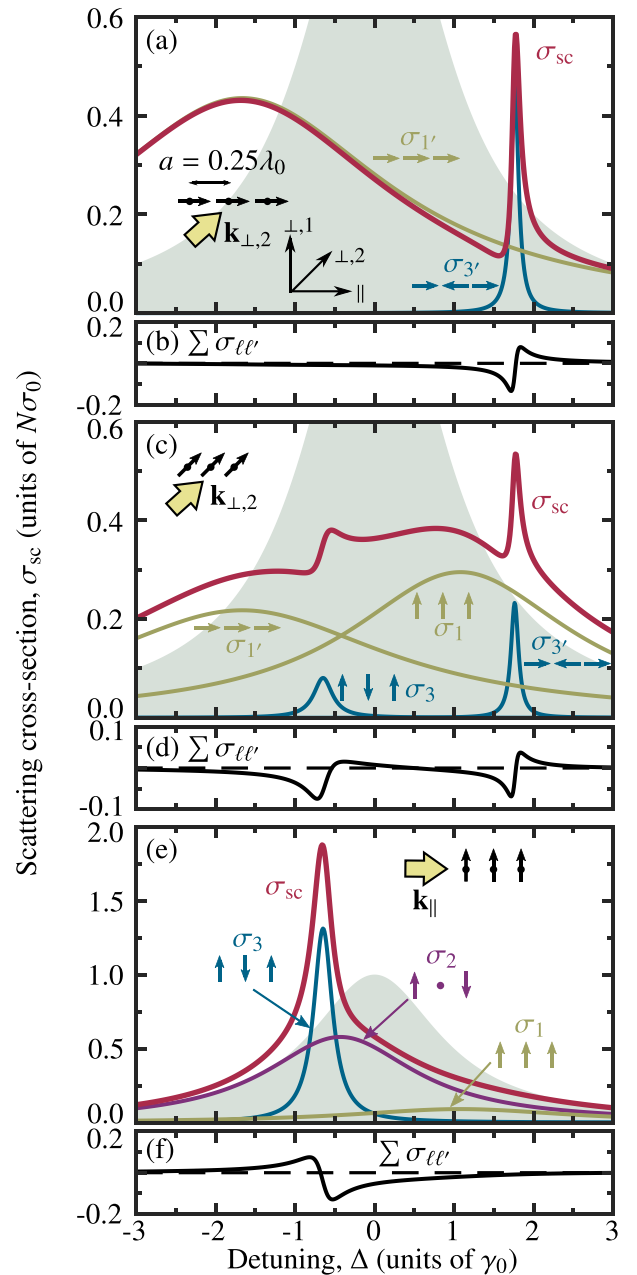 Scattering cross-section, σsc (units of Nσ0)
0.6
(a)
σsc
0.4
σ1′
a = 0.25λ0
0.2
k⊥,2
⊥,1
⊥,2
∥
σ3′
0.0
0.2
(b) ∑ σℓℓ′
-0.2
0.6
(c)
k⊥,2
σsc
0.4
0.2
σ1′
σ1
σ3′
σ3
0.0
0.1
(d) ∑ σℓℓ′
-0.1
2.0
(e)
σsc
k∥
1.5
σ3
σ2
1.0
σ1
0.5
0.0
0.2
(f)
∑ σℓℓ′
-0.2
-3 -2 -1 0 1 2 3
Detuning, Δ (units of γ0)